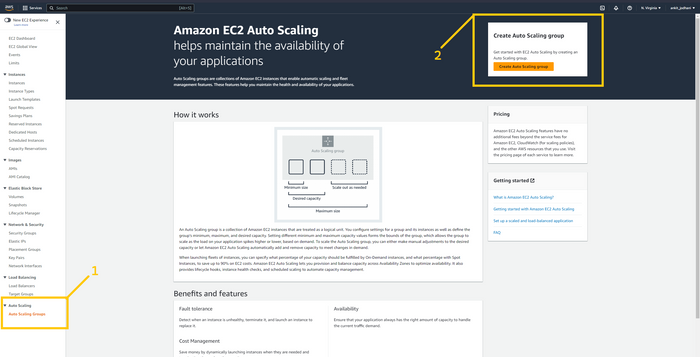 aws
Services
Search
[Alt+S]
N. Virginia
ankit_jodhani
New EC2 Experience
Learn more
EC2 Dashboard
EC2 Global View
Events
Limits
Instances
Instances
Instance Types
Launch Templates
Spot Requests
Savings Plans
Reserved Instances
Dedicated Hosts
Scheduled Instances
Capacity Reservations
Images
AMIs
AMI Catalog
Elastic Block Store
Volumes
Snapshots
Lifecycle Manager
Network & Security
Security Groups
Elastic IPs
Placement Groups
Key Pairs
Network Interfaces
Load Balancing
Load Balancers
Target Groups
Auto Scaling
Auto Scaling Groups
1
Amazon EC2 Auto Scaling
helps maintain the availability of
your applications
Auto Scaling groups are collections of Amazon EC2 instances that enable automatic scaling and fleet
management features. These features help you maintain the health and availability of your applications.
2
Create Auto Scaling group
Get started with EC2 Auto Scaling by creating an
Auto Scaling group.
Create Auto Scaling group
How it works
Auto Scaling group
Minimum size
Scale out as needed
Desired capacity
Maximum size
An Auto Scaling group is a collection of Amazon EC2 instances that are treated as a logical unit. You configure settings for a group and its instances as well as define the
group's minimum, maximum, and desired capacity. Setting different minimum and maximum capacity values forms the bounds of the group, which allows the group to
scale as the load on your application spikes higher or lower, based on demand. To scale the Auto Scaling group, you can either make manual adjustments to the desired
capacity or let Amazon EC2 Auto Scaling automatically add and remove capacity to meet changes in demand.
When launching fleets of instances, you can specify what percentage of your capacity should be fulfilled by On-Demand instances, and what percentage with Spot
Instances, to save up to 90% on EC2 costs. Amazon EC2 Auto Scaling lets you provision and balance capacity across Availability Zones to optimize availability. It also
provides lifecycle hooks, instance health checks, and scheduled scaling to automate capacity management.
Pricing
Amazon EC2 Auto Scaling features have no
additional fees beyond the service fees for
Amazon EC2, CloudWatch (for scaling policies),
and the other AWS resources that you use. Visit
the pricing page of each service to learn more.
Getting started
What is Amazon EC2 Auto Scaling?
Getting started with Amazon EC2 Auto Scaling
Set up a scaled and load-balanced application
FAQ
Benefits and features
Fault tolerance
Detect when an instance is unhealthy, terminate it, and launch an instance to
replace it.
Availability
Ensure that your application always has the right amount of capacity to handle
the current traffic demand.
Cost Management
Save money by dynamically launching instances when they are needed and